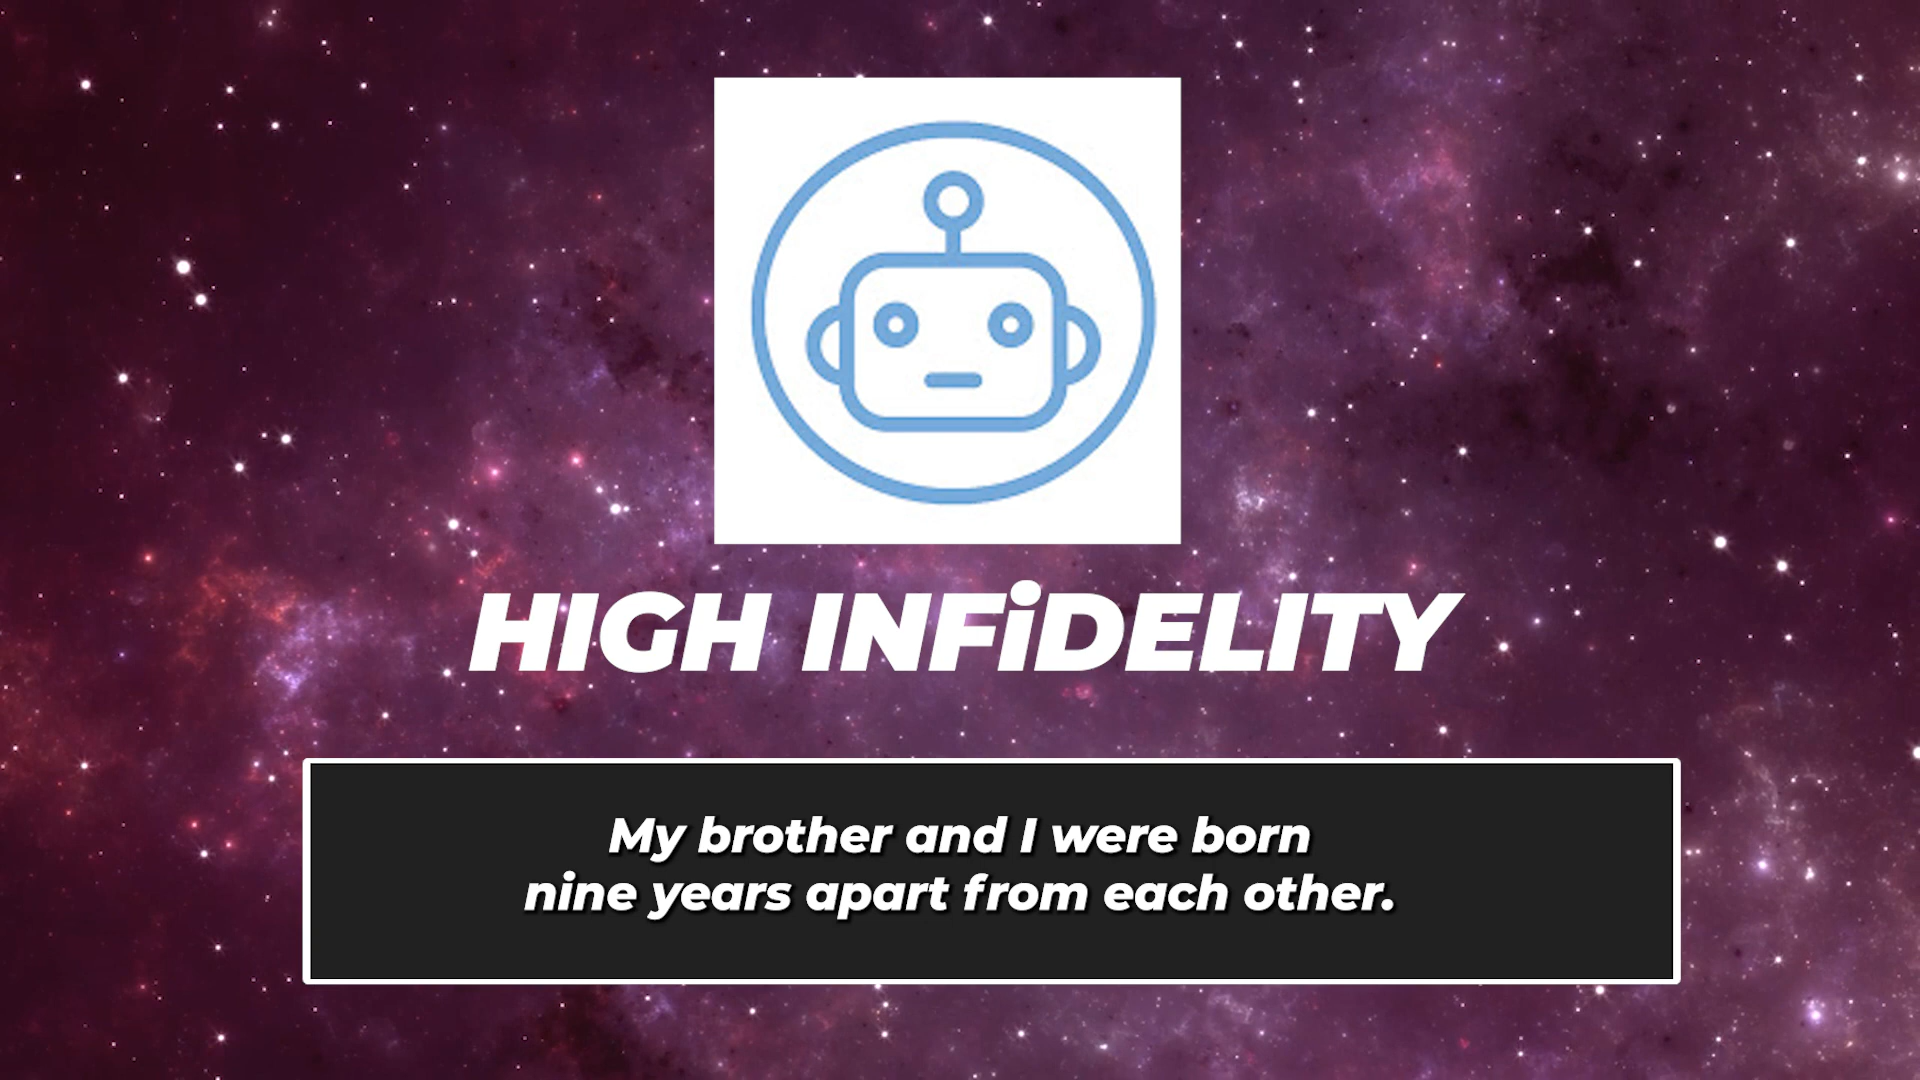 HIGH INFiDELITY
My brother and I were born
nine years apart from each other.